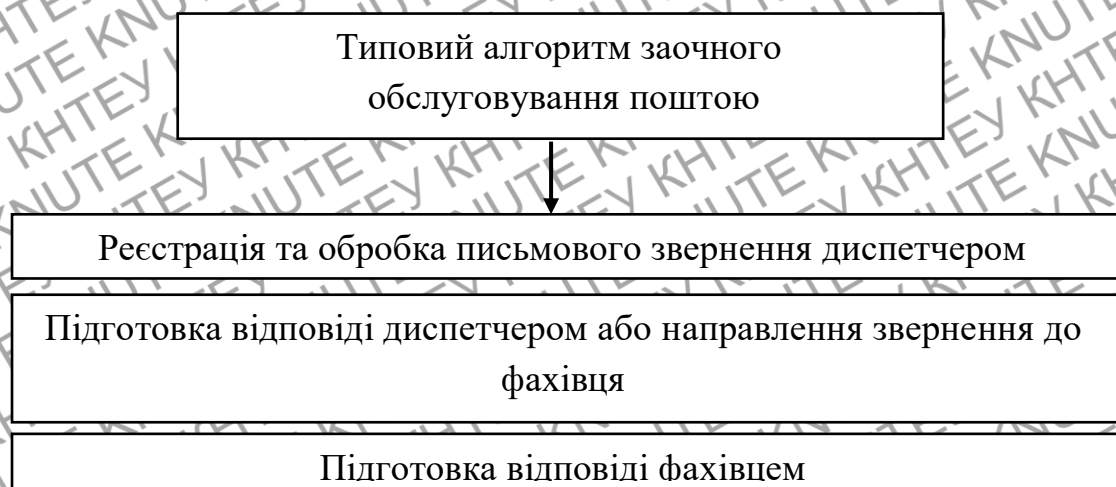 Типовий алгоритм заочного
обслуговування поштою
Реєстрація та обробка письмового звернення диспетчером
Підготовка відповіді диспетчером або направлення звернення до
фахівця
Підготовка відповіді фахівцем